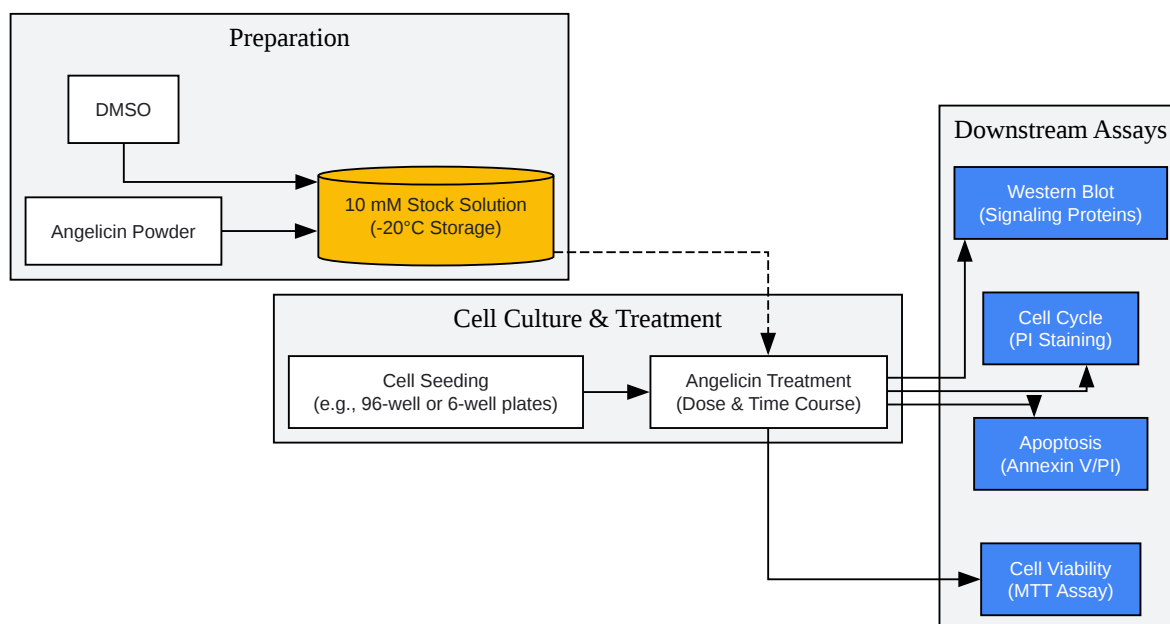 Preparation
DMSO
Angelicin Powder
10 mM Stock Solution
(-20°C Storage)
Cell Culture & Treatment
Cell Seeding
(e.g., 96-well or 6-well plates)
Angelicin Treatment
(Dose & Time Course)
Downstream Assays
Western Blot
(Signaling Proteins)
Cell Cycle
(PI Staining)
Apoptosis
(Annexin V/PI)
Cell Viability
(MTT Assay)